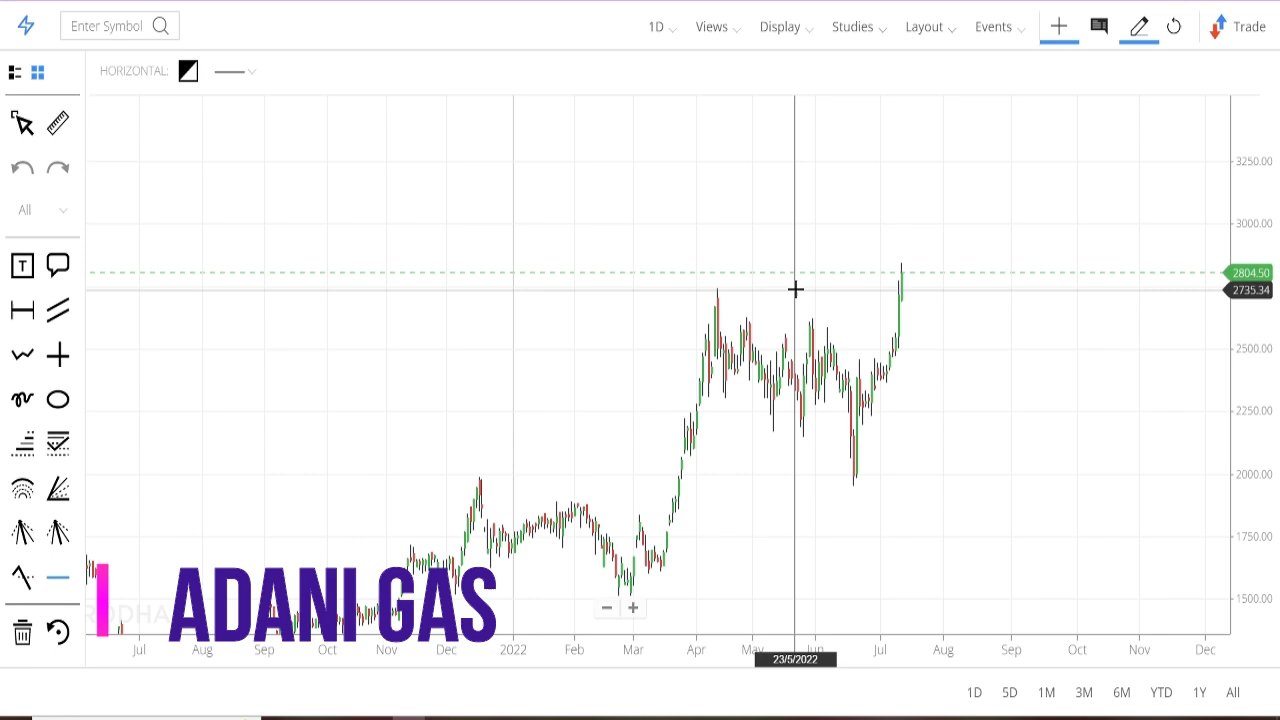 Enter Symbol
1D Views Display Studies Layout Events Trade
HORIZONTAL:
All
T
3250.00
3000.00
2804.50
2735.34
2500.00
2250.00
2000.00
1750.00
1500.00
ADANI GAS
Jul Aug Sep Oct Nov Dec 2022 Feb Mar Apr May Jun Jul Aug Sep Oct Nov Dec
23/5/2022
1D 5D 1M 3M 6M YTD 1Y All